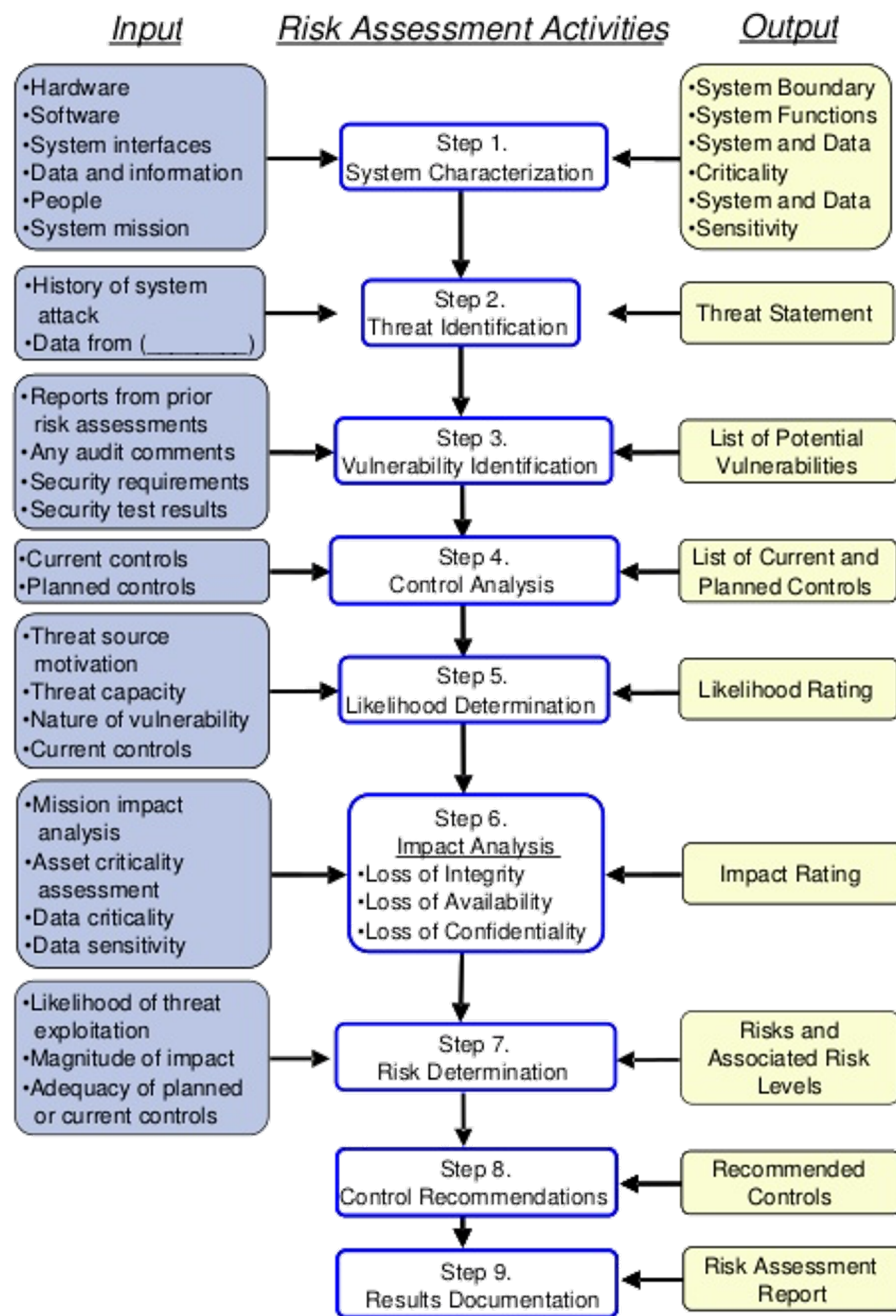 Input
Risk Assessment Activities
Output
•Hardware
•Software
•System interfaces
•Data and information
•People
•System mission
Step 1.
System Characterization
•System Boundary
•System Functions
•System and Data
•Criticality
•System and Data
•Sensitivity
•History of system
attack
•Data from (________)
Step 2.
Threat Identification
Threat Statement
•Reports from prior
risk assessments
•Any audit comments
•Security requirements
•Security test results
Step 3.
Vulnerability Identification
List of Potential
Vulnerabilities
•Current controls
•Planned controls
Step 4.
Control Analysis
List of Current and
Planned Controls
•Threat source
motivation
•Threat capacity
•Nature of vulnerability
•Current controls
Step 5.
Likelihood Determination
Likelihood Rating
•Mission impact
analysis
•Asset criticality
assessment
•Data criticality
•Data sensitivity
Step 6.
Impact Analysis
•Loss of Integrity
•Loss of Availability
•Loss of Confidentiality
Impact Rating
•Likelihood of threat
exploitation
•Magnitude of impact
•Adequacy of planned
or current controls
Step 7.
Risk Determination
Risks and
Associated Risk
Levels
Step 8.
Control Recommendations
Recommended
Controls
Step 9.
Results Documentation
Risk Assessment
Report